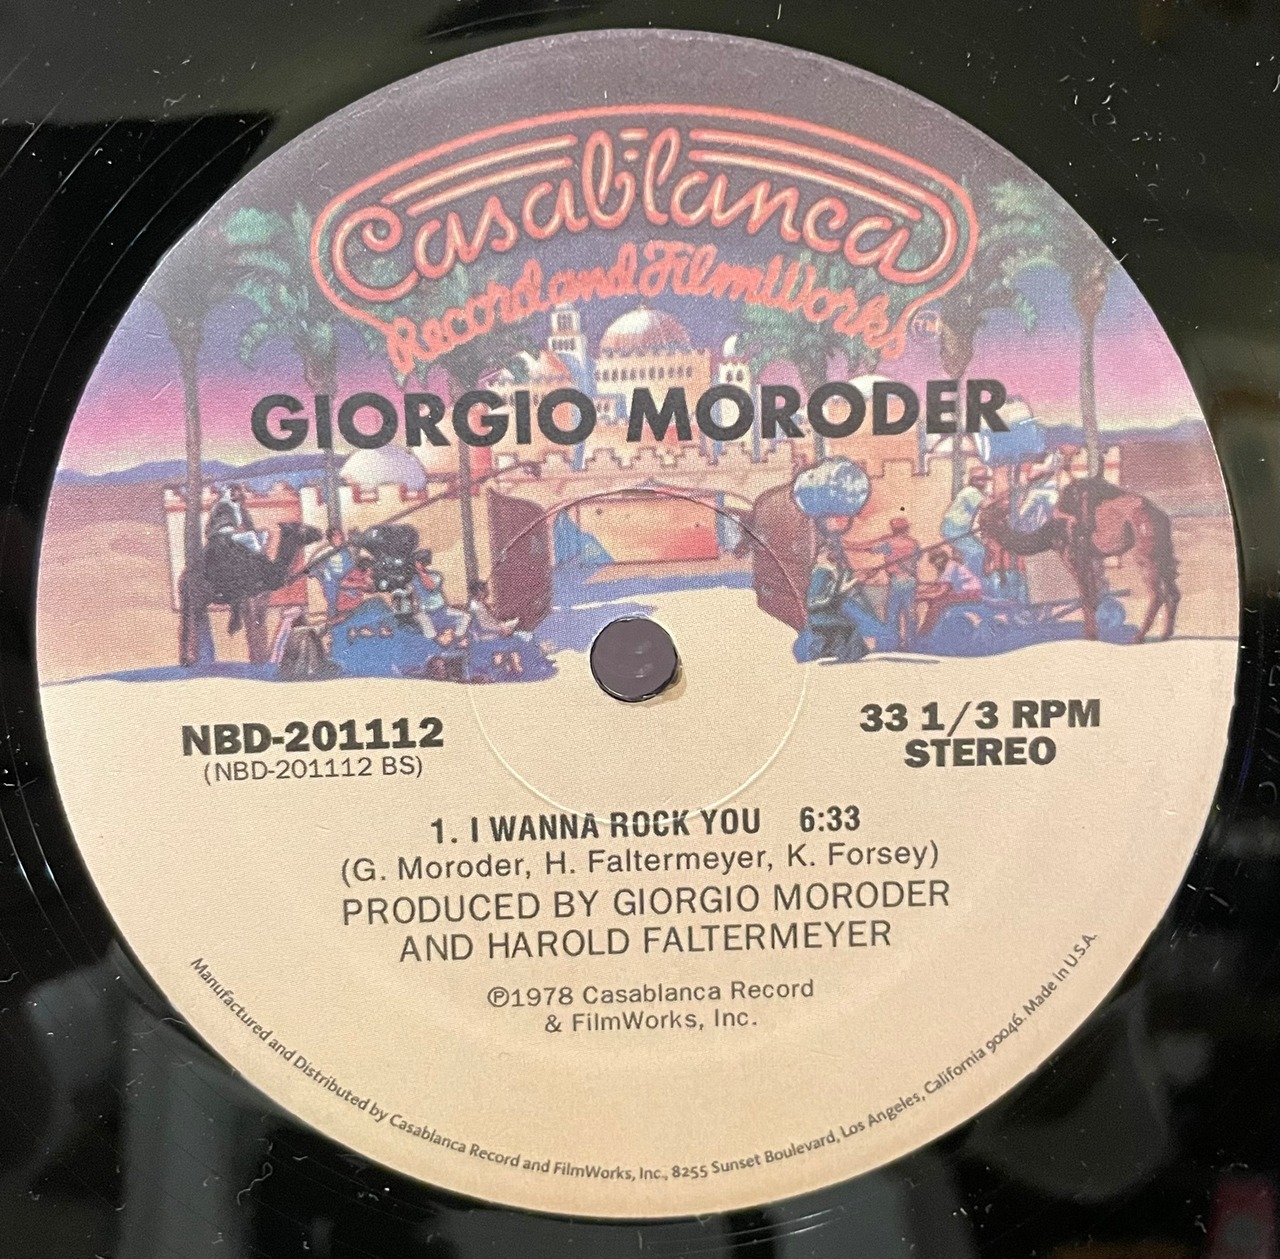 Casablanca
Record and FilmWorks TM
GIORGIO MORODER
NBD-201112
(NBD-201112 BS)
33 1/3 RPM
STEREO
1. I WANNA ROCK YOU 6:33
(G. Moroder, H. Faltermeyer, K. Forsey)
PRODUCED BY GIORGIO MORODER
AND HAROLD FALTERMEYER
℗1978 Casablanca Record
& FilmWorks, Inc.
Manufactured and Distributed by Casablanca Record and FilmWorks, Inc., 8255 Sunset Boulevard, Los Angeles, California 90046. Made in U.S.A.